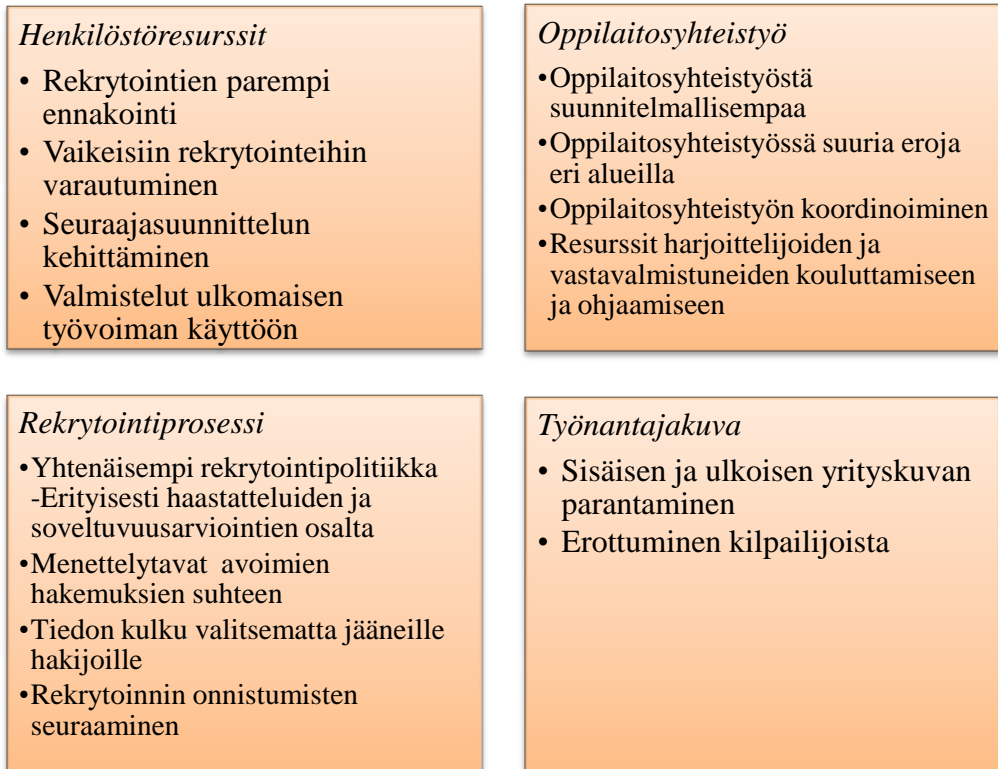 Henkilöstöresurssit
• Rekrytointien parempi
ennakointi
• Vaikeisiin rekrytointeihin
varautuminen
• Seuraajasuunnittelun
kehittäminen
• Valmistelut ulkomaisen
työvoiman käyttöön
Oppilaitosyhteistyö
•Oppilaitosyhteistyöstä
suunnitelmallisempaa
•Oppilaitosyhteistyössä suuria eroja
eri alueilla
•Oppilaitosyhteistyön koordinoiminen
•Resurssit harjoittelijoiden ja
vastavalmistuneiden kouluttamiseen
ja ohjaamiseen
Rekrytointiprosessi
•Yhtenäisempi rekrytointipolitiikka
-Erityisesti haastatteluiden ja
soveltuvuusarviointien osalta
•Menettelytavat avoimien
hakemuksien suhteen
•Tiedon kulku valitsematta jääneille
hakijoille
•Rekrytoinnin onnistumisten
seuraaminen
Työnantajakuva
• Sisäisen ja ulkoisen yrityskuvan
parantaminen
• Erottuminen kilpailijoista